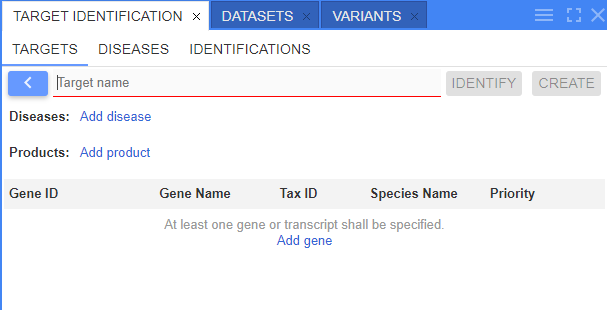 TARGET IDENTIFICATION × DATASETS × VARIANTS ×
TARGETS DISEASES IDENTIFICATIONS
Target name IDENTIFY CREATE
Diseases: Add disease
Products: Add product
Gene ID Gene Name Tax ID Species Name Priority
At least one gene or transcript shall be specified.
Add gene